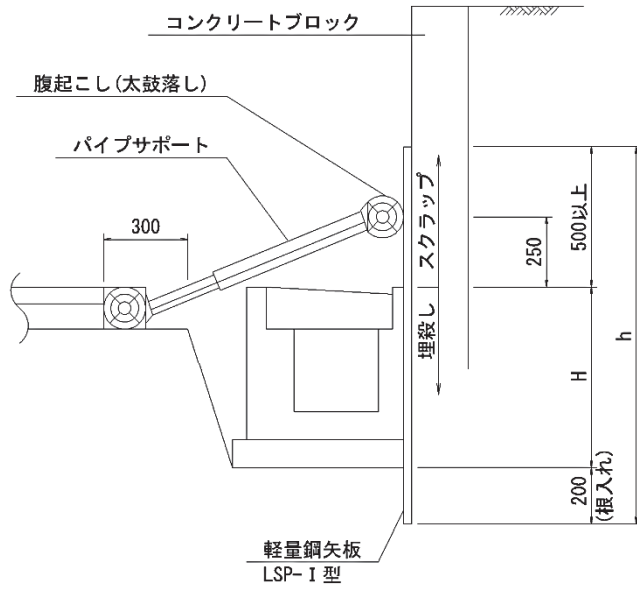 コンクリートブロック
腹起こし(太鼓落し)
パイプサポート
300
スクラップ
埋殺し
250
500以上
H
h
200
(根入れ)
軽量鋼矢板
LSP-Ⅰ型